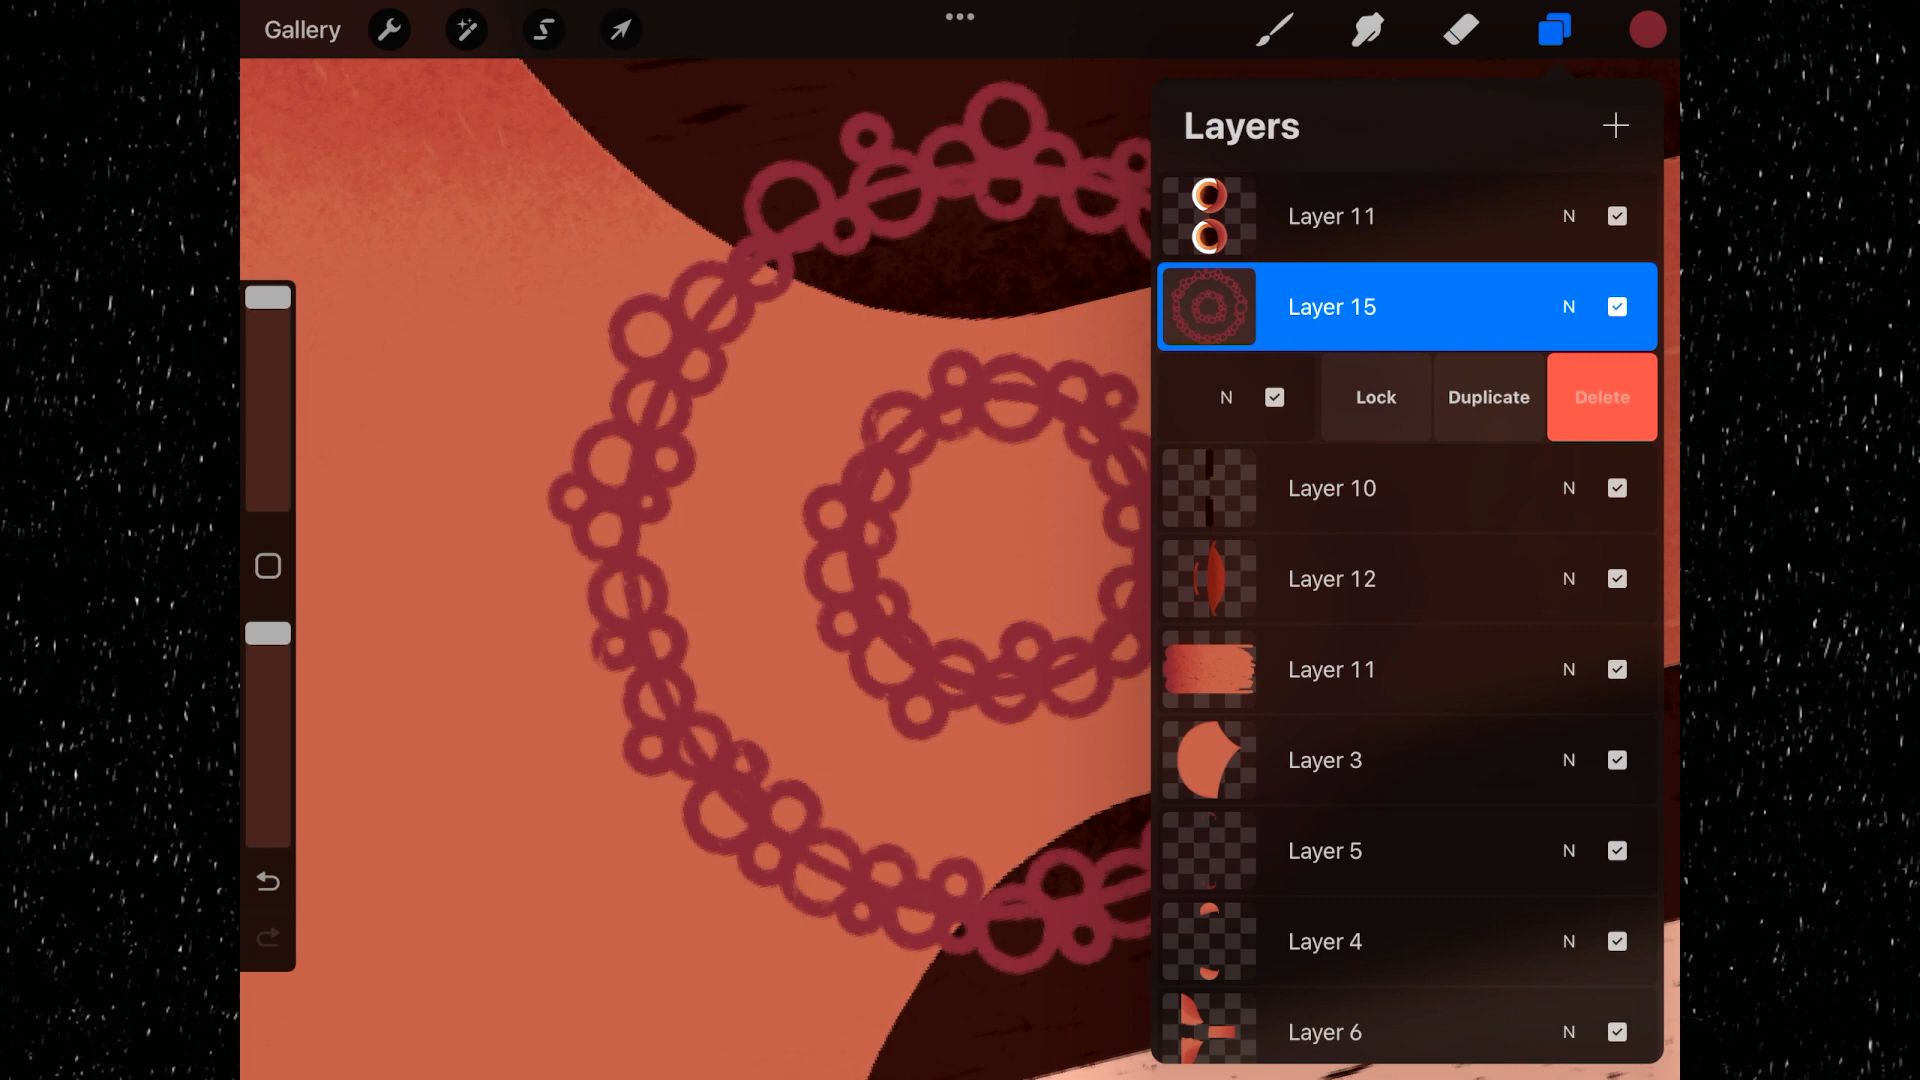 Gallery
Layers
Layer 11 N
Layer 15 N
N Lock Duplicate Delete
Layer 10 N
Layer 12 N
Layer 11 N
Layer 3 N
Layer 5 N
Layer 4 N
Layer 6 N